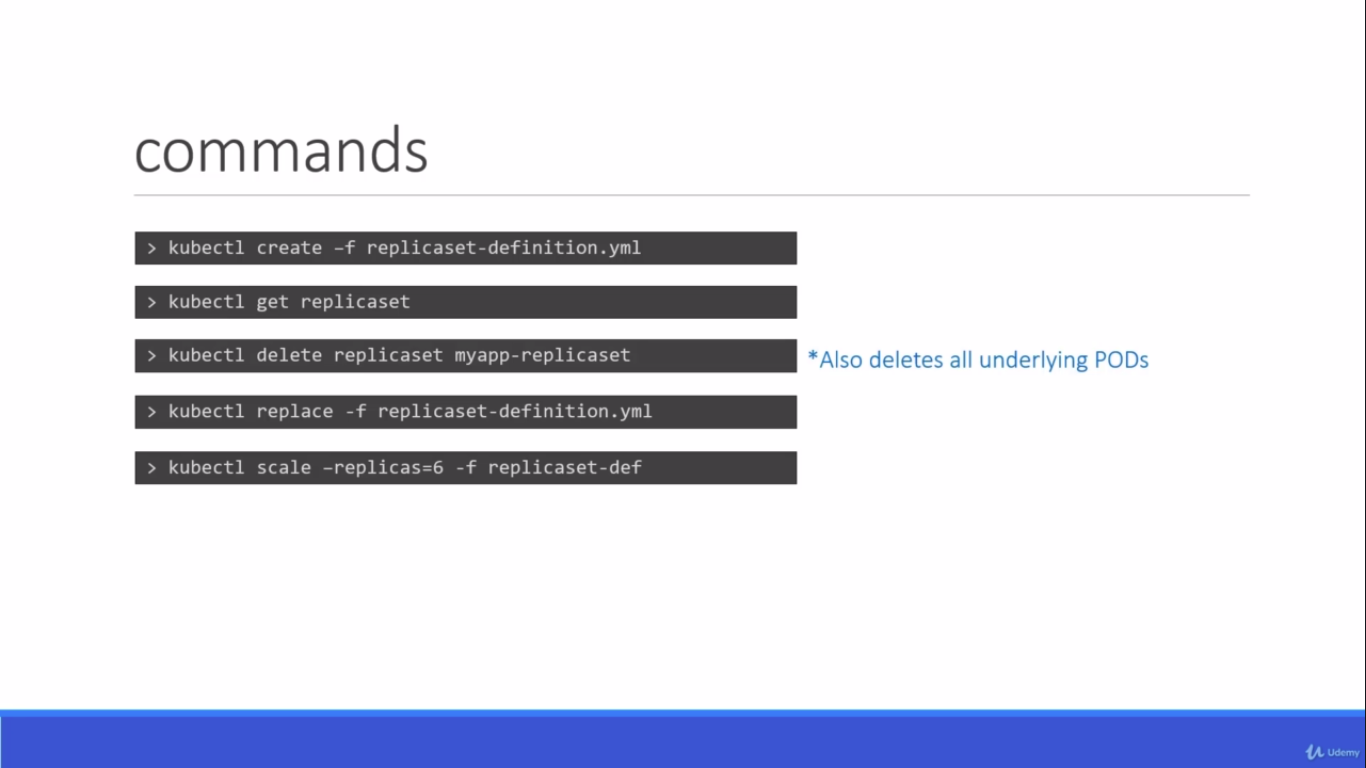 commands
> kubectl create –f replicaset-definition.yml
> kubectl get replicaset
> kubectl delete replicaset myapp-replicaset
*Also deletes all underlying PODs
> kubectl replace -f replicaset-definition.yml
> kubectl scale –replicas=6 -f replicaset-def
Udemy